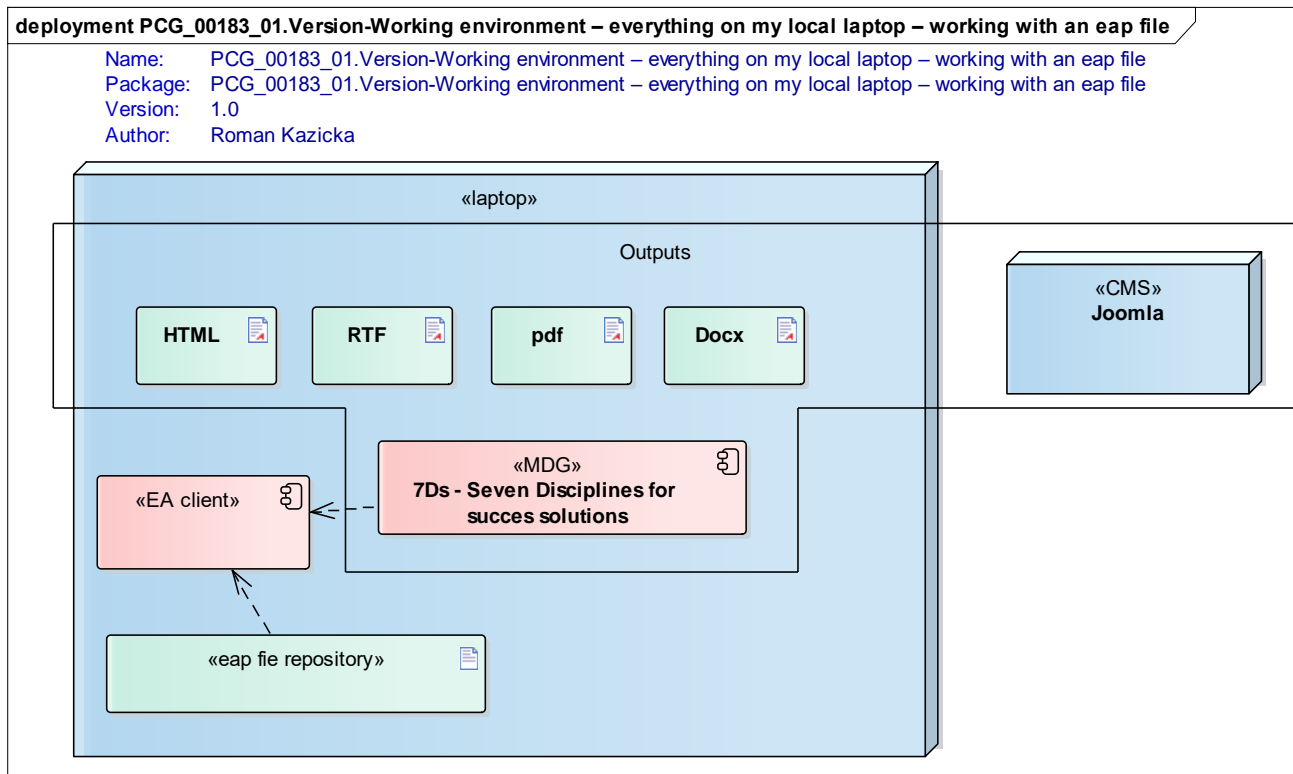 deployment PCG_00183_01.Version-Working environment – everything on my local laptop – working with an eap file
Name: PCG_00183_01.Version-Working environment – everything on my local laptop – working with an eap file
Package: PCG_00183_01.Version-Working environment – everything on my local laptop – working with an eap file
Version: 1.0
Author: Roman Kazicka
«laptop»
Outputs
«CMS»
Joomla
HTML
RTF
pdf
Docx
«MDG»
7Ds - Seven Disciplines for
succes solutions
«EA client»
«eap fie repository»